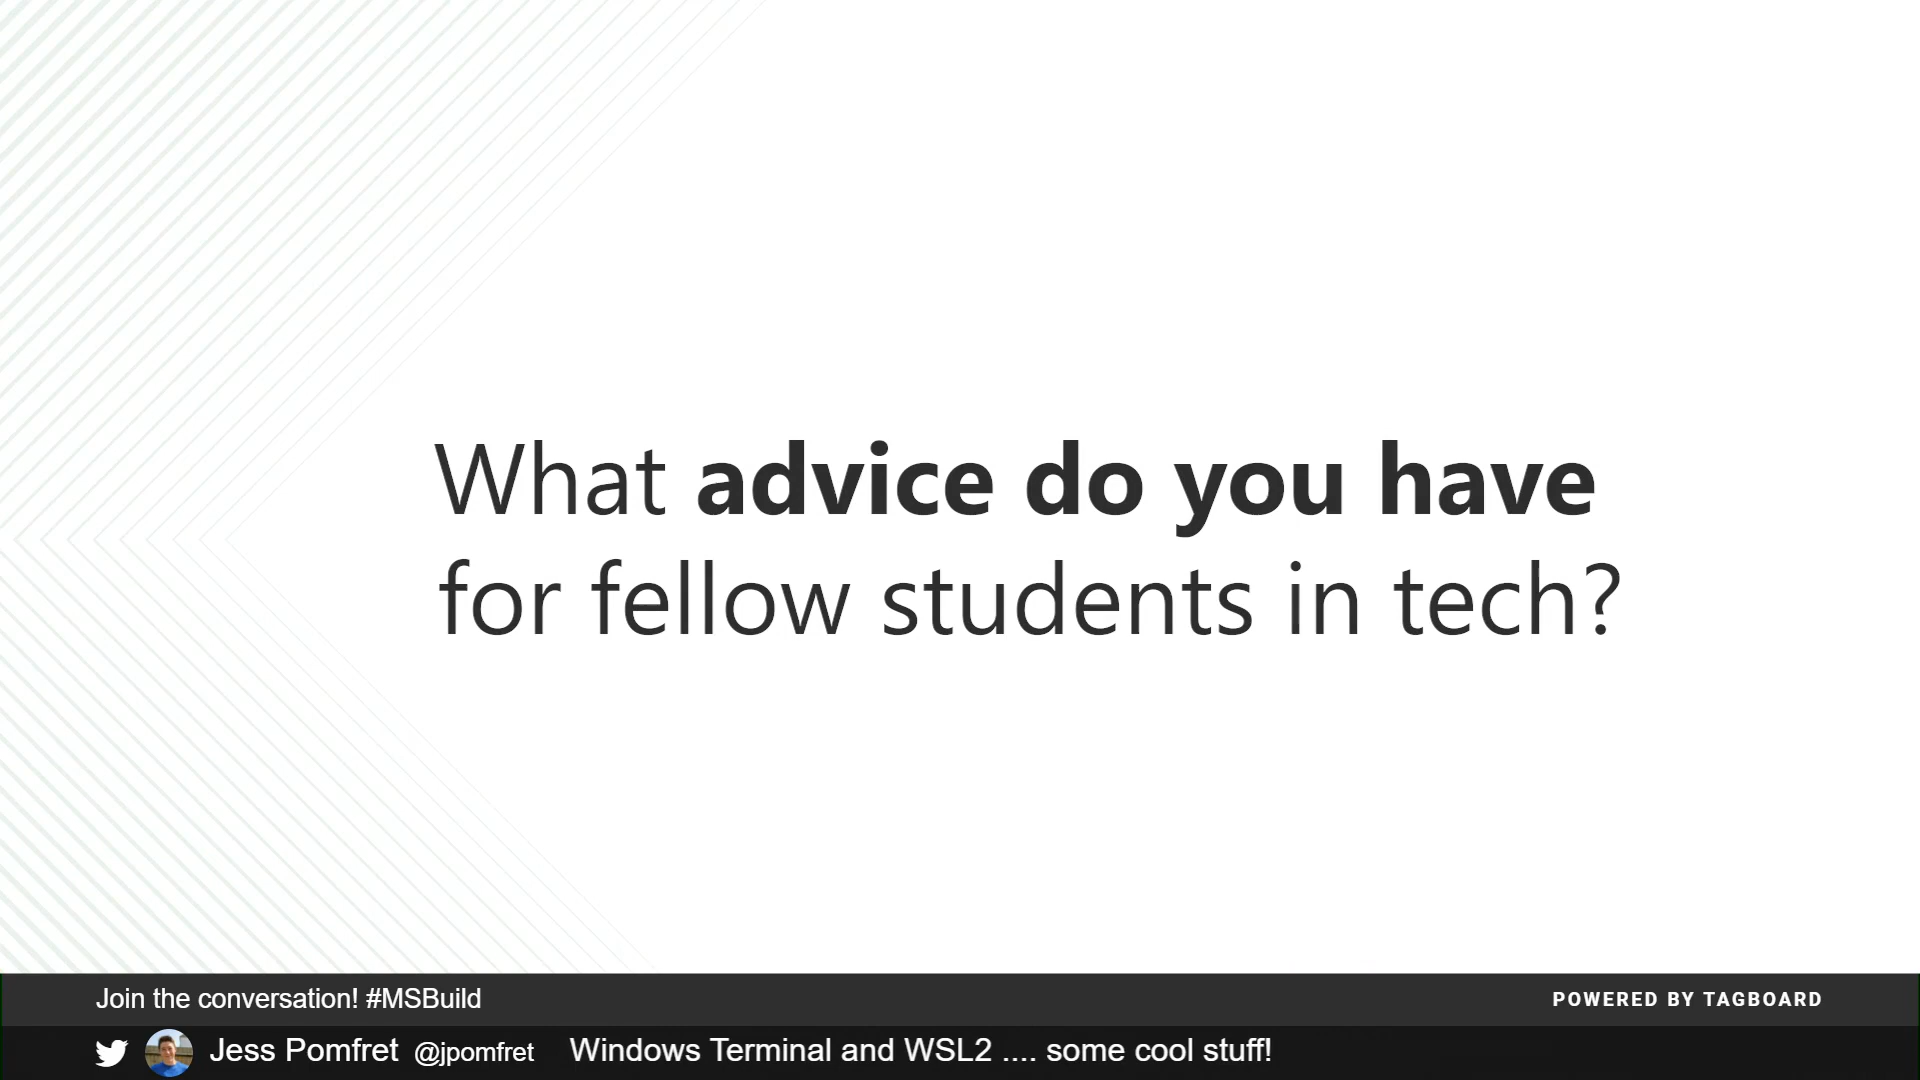 What advice do you have
for fellow students in tech?
Join the conversation! #MSBuild
POWERED BY TAGBOARD
Jess Pomfret @jpomfret Windows Terminal and WSL2 .... some cool stuff!